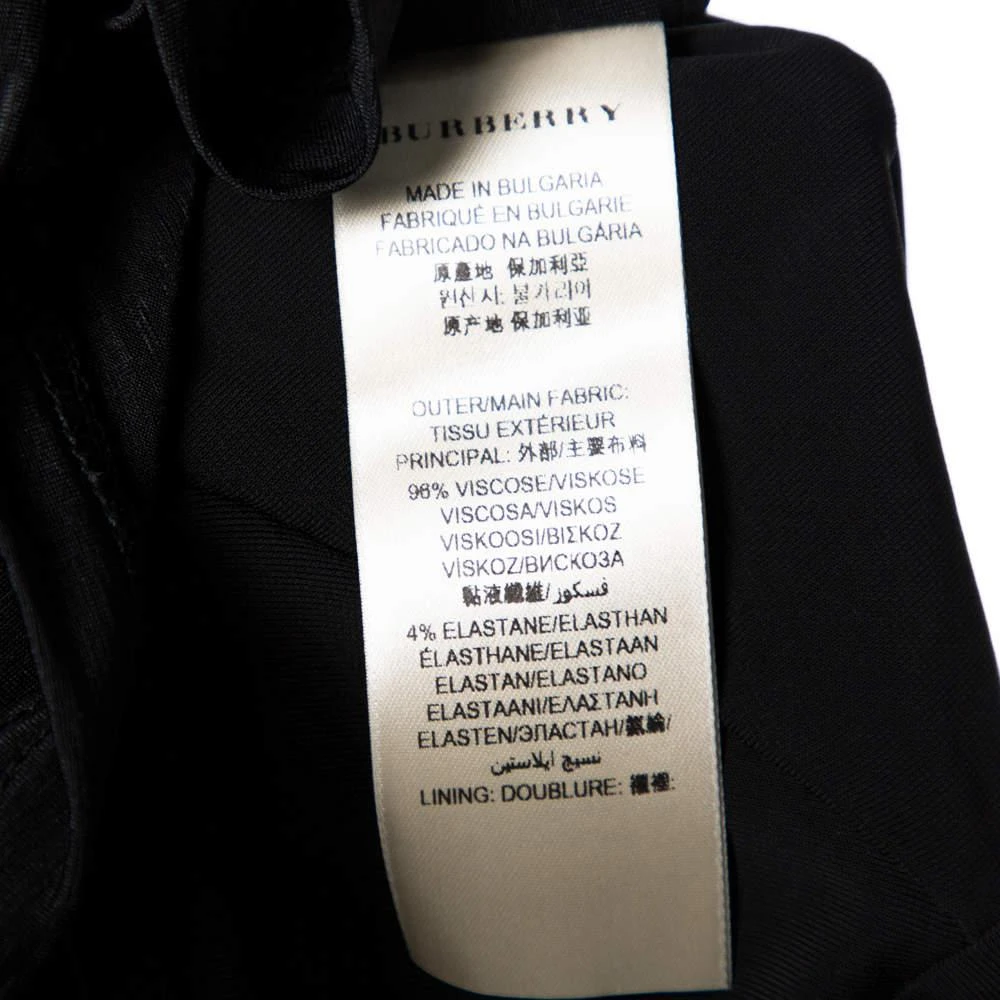 BURBERRY
MADE IN BULGARIA
FABRIQUÉ EN BULGARIE
FABRICADO NA BULGÁRIA
原產地 保加利亞
원산지: 불가리아
原产地 保加利亚
OUTER/MAIN FABRIC:
TISSU EXTÉRIEUR
PRINCIPAL: 外部/主要布料
96% VISCOSE/VISKOSE
VISCOSA/VISKOS
VISKOOSI/ΒΙΣΚΟΖ
VİSKOZ/ВИСКОЗА
黏液纖維/فسكوز
4% ELASTANE/ELASTHAN
ÉLASTHANE/ELASTAAN
ELASTAN/ELASTANO
ELASTAANI/ΕΛΑΣΤΑΝΗ
ELASTEN/ЭЛАСТАН/氨綸/
نسيج ايلاستين
LINING: DOUBLURE: 襯裡: